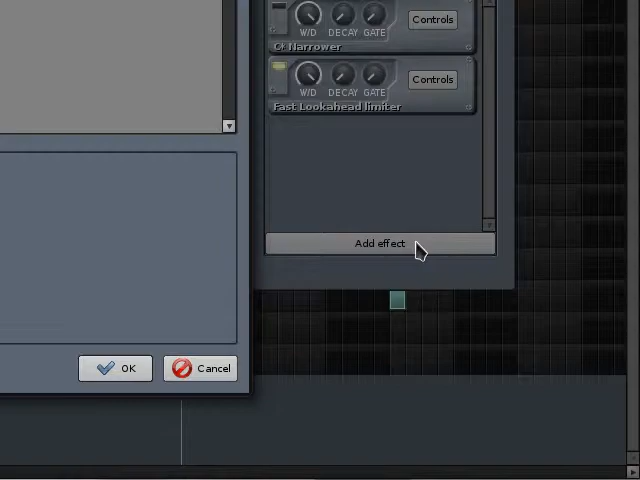 W/D DECAY GATE Controls
C* Narrower
W/D DECAY GATE Controls
Fast Lookahead limiter
Add effect
OK Cancel